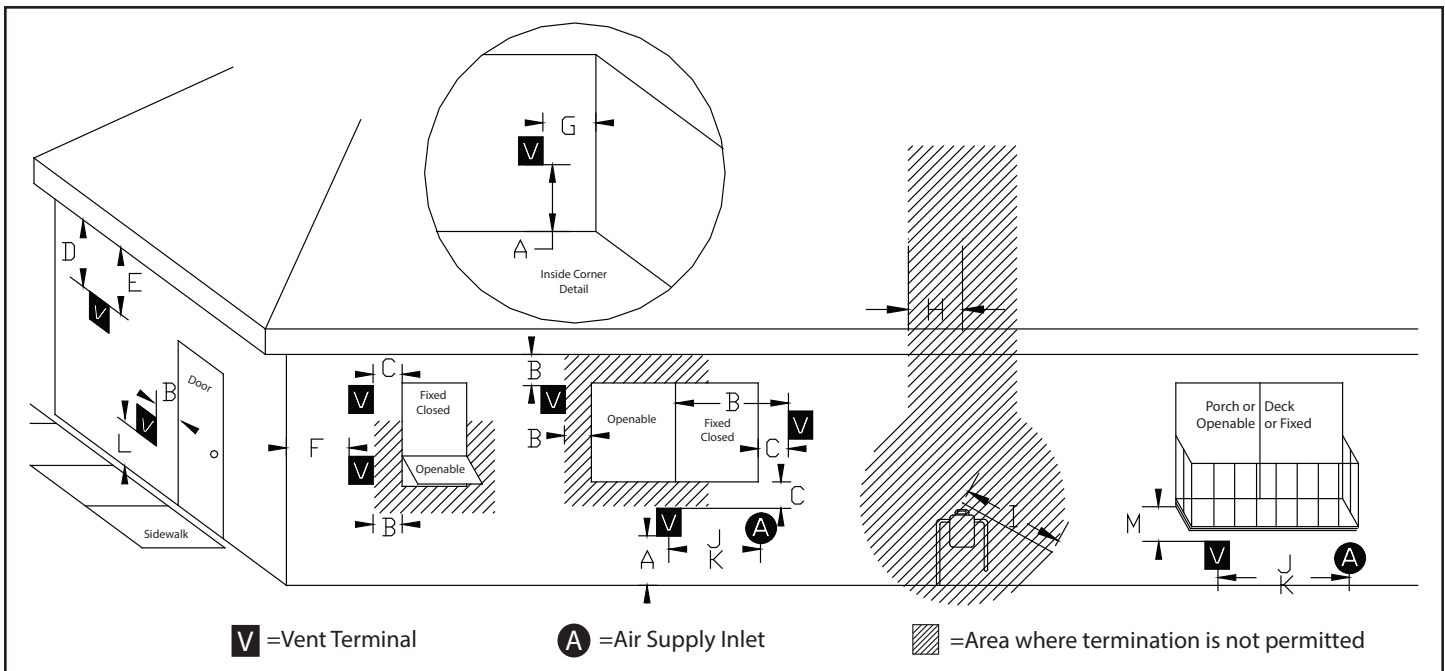 G
V
A
Inside Corner
Detail
D
E
V
H
Door
B
V
L
Sidewalk
C
V
Fixed
Closed
F
V
Openable
B
B
V
B
Openable
B
Fixed
Closed
V
C
C
V
A
A
J
K
I
Porch or
Openable
Deck
or Fixed
M
V
J
K
A
V =Vent Terminal
A =Air Supply Inlet
=Area where termination is not permitted